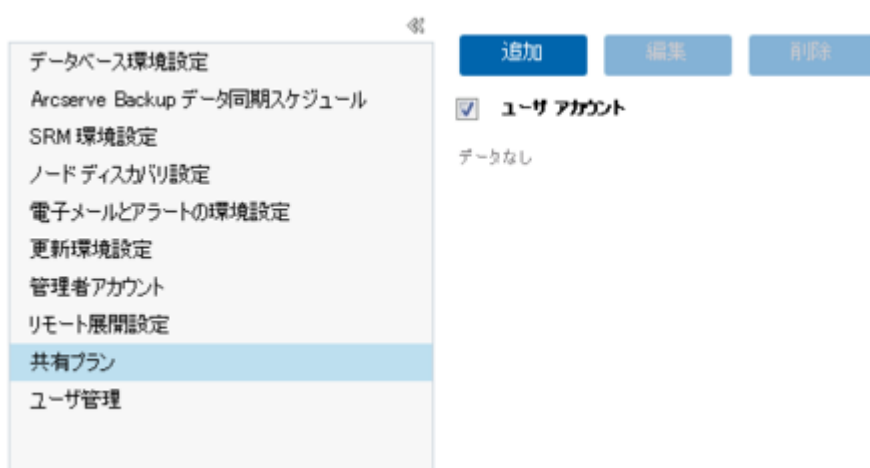 データベース環境設定
Arcserve Backup データ同期スケジュール
SRM 環境設定
ノード ディスカバリ設定
電子メールとアラートの環境設定
更新環境設定
管理者アカウント
リモート展開設定
共有プラン
ユーザ管理
追加 編集 削除
ユーザ アカウント
データなし